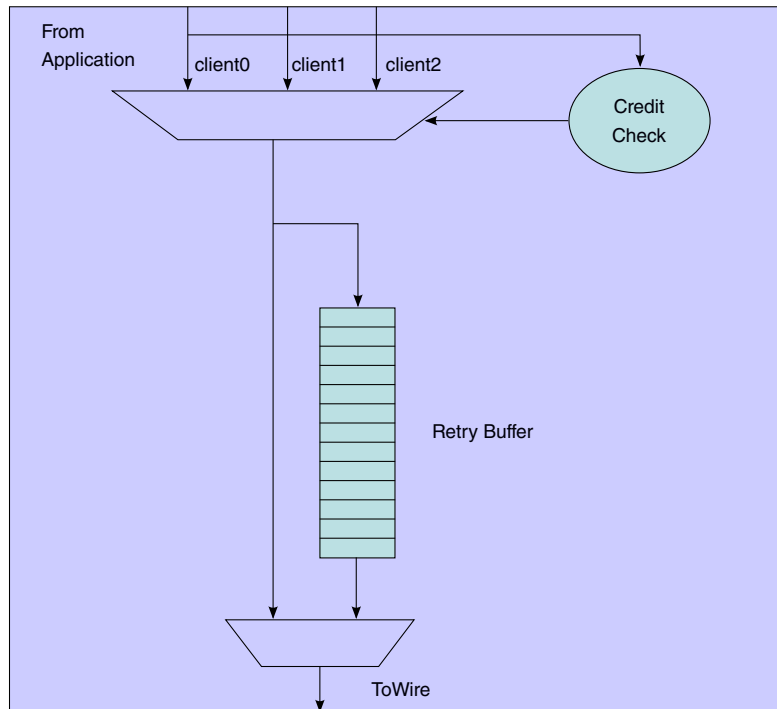 From
Application
client0
client1
client2
Credit
Check
Retry Buffer
ToWire